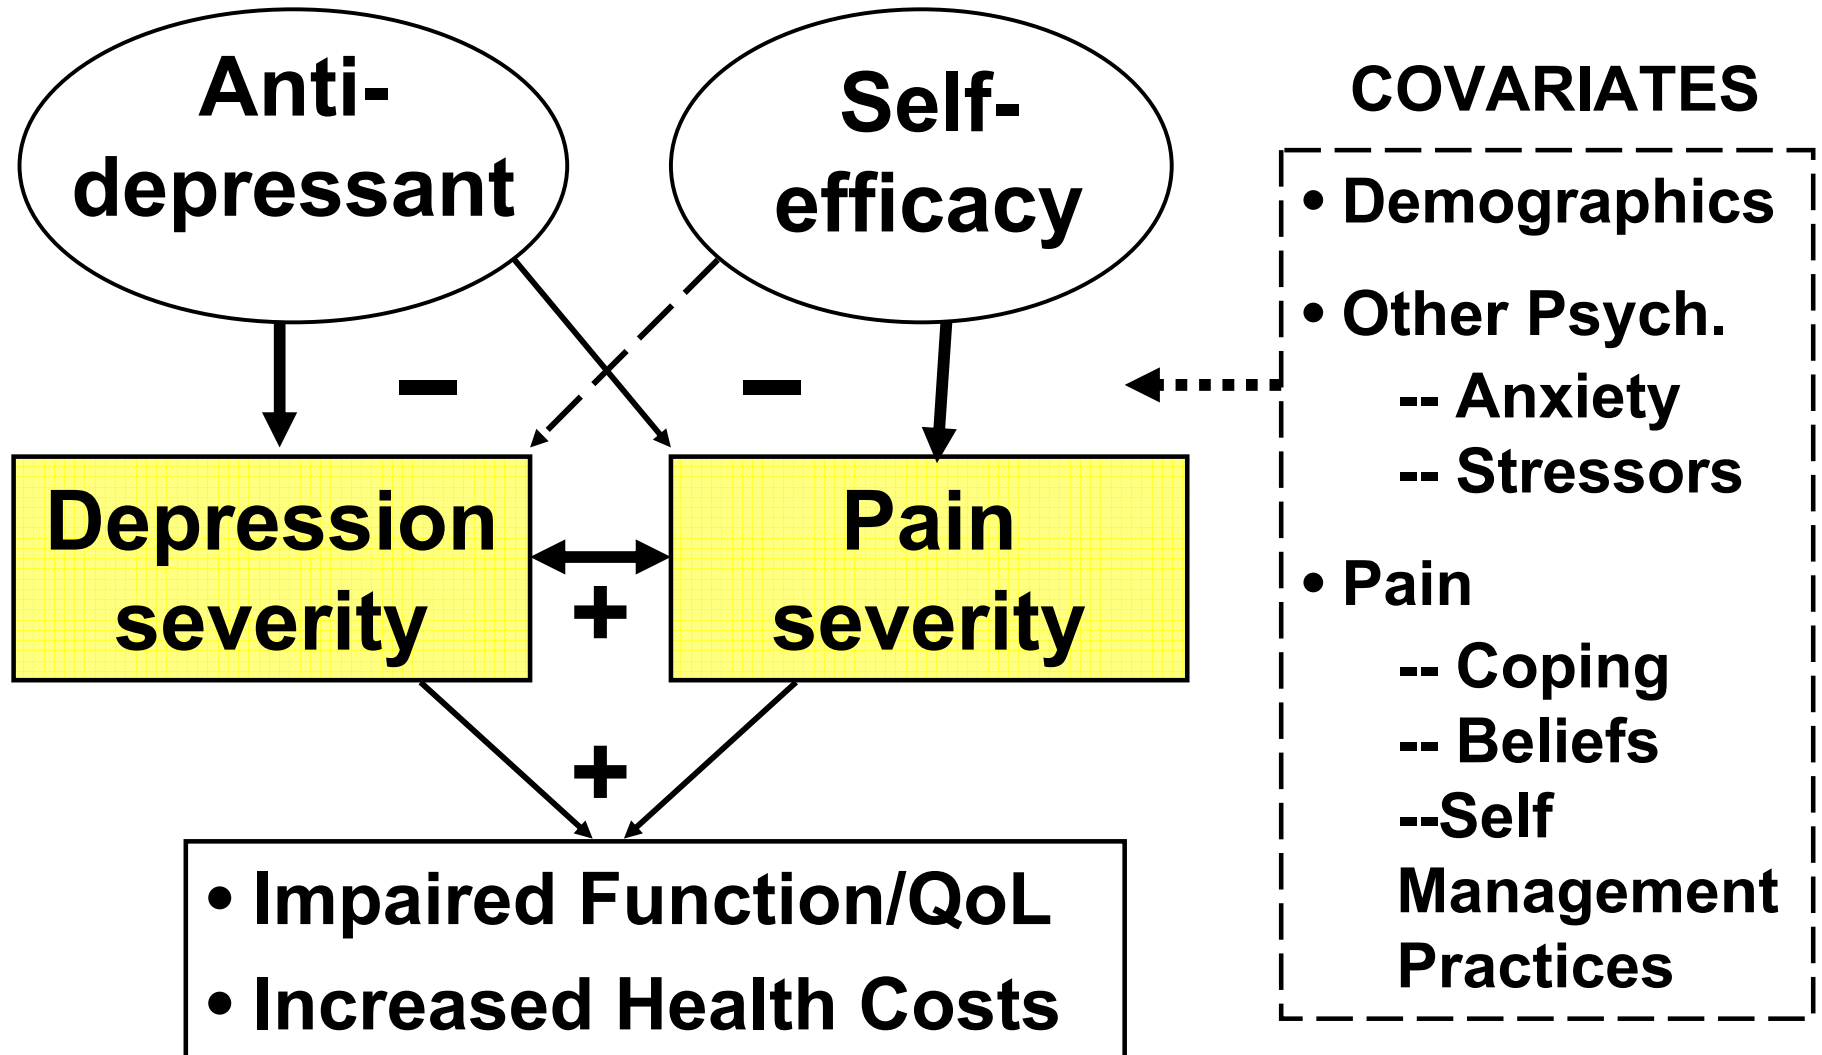 Anti-
depressant
Self-
efficacy
–
–
Depression
severity
+
Pain
severity
+
• Impaired Function/QoL
• Increased Health Costs
COVARIATES
• Demographics
• Other Psych.
-- Anxiety
-- Stressors
• Pain
-- Coping
-- Beliefs
--Self
Management
Practices